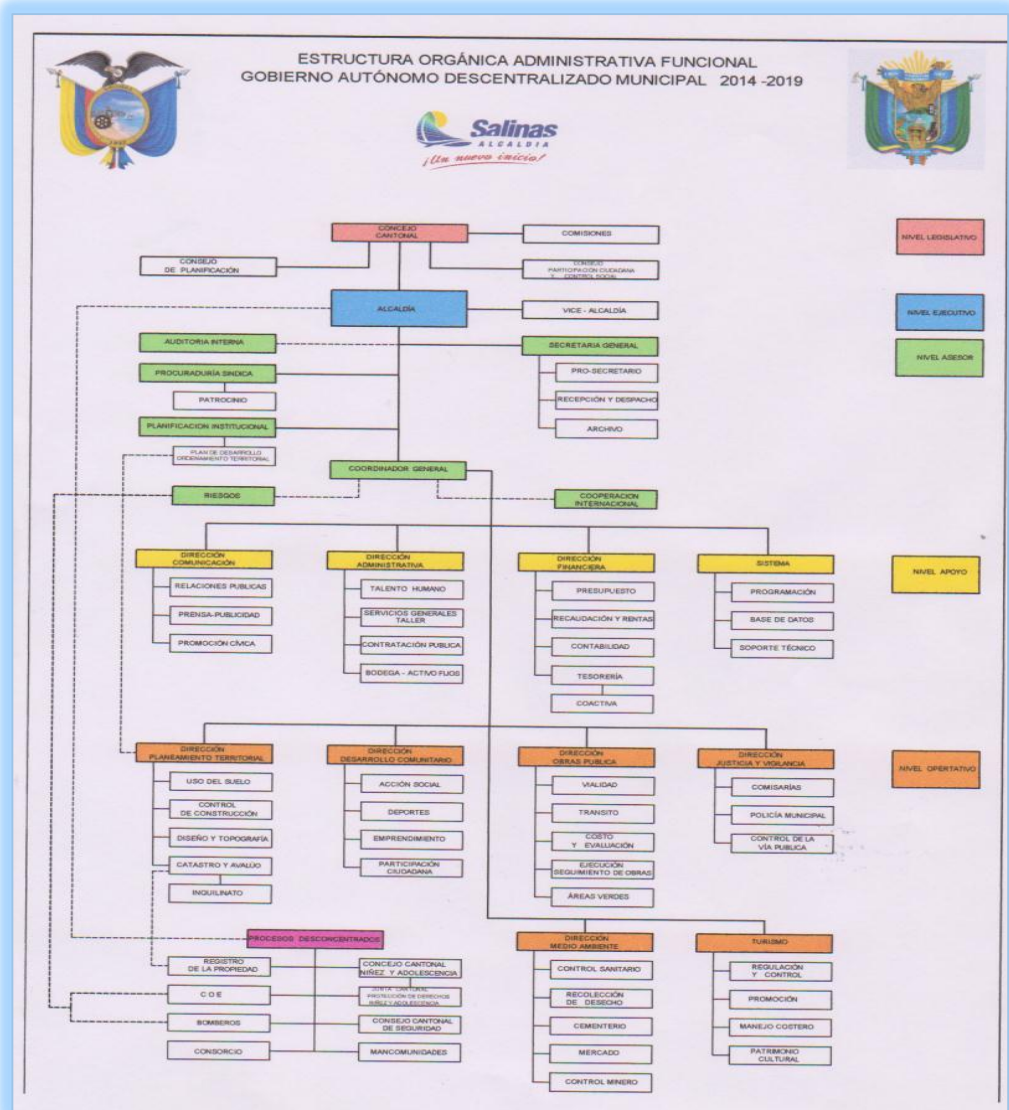 ESTRUCTURA ORGÁNICA ADMINISTRATIVA FUNCIONAL
GOBIERNO AUTÓNOMO DESCENTRALIZADO MUNICIPAL 2014 -2019
Salinas
ALCALDIA
¡Un nuevo inicio!
CONCEJO
CANTONAL
COMISIONES
NIVEL LEGISLATIVO
CONSEJO
DE PLANIFICACIÓN
CONSEJO
PARTICIPACIÓN CIUDADANA
Y CONTROL SOCIAL
ALCALDÍA
VICE - ALCALDÍA
NIVEL EJECUTIVO
AUDITORIA INTERNA
SECRETARIA GENERAL
NIVEL ASESOR
PROCURADURÍA SINDICA
PRO-SECRETARIO
PATROCINIO
RECEPCIÓN Y DESPACHO
PLANIFICACION INSTITUCIONAL
ARCHIVO
PLAN DE DESARROLLO
ORDENAMIENTO TERRITORIAL
COORDINADOR GENERAL
RIESGOS
COOPERACION
INTERNACIONAL
DIRECCIÓN
COMUNICACIÓN
DIRECCIÓN
ADMINISTRATIVA
DIRECCIÓN
FINANCIERA
SISTEMA
NIVEL APOYO
RELACIONES PUBLICAS
PRENSA-PUBLICIDAD
PROMOCIÓN CÍVICA
TALENTO HUMANO
SERVICIOS GENERALES
TALLER
CONTRATACIÓN PUBLICA
BODEGA - ACTIVO FIJOS
PRESUPUESTO
RECAUDACIÓN Y RENTAS
CONTABILIDAD
TESORERÍA
COACTIVA
PROGRAMACIÓN
BASE DE DATOS
SOPORTE TÉCNICO
DIRECCIÓN
PLANEAMIENTO TERRITORIAL
DIRECCIÓN
DESARROLLO COMUNITARIO
DIRECCIÓN
OBRAS PUBLICA
DIRECCIÓN
JUSTICIA Y VIGILANCIA
NIVEL OPERTATIVO
USO DEL SUELO
CONTROL
DE CONSTRUCCIÓN
DISEÑO Y TOPOGRAFÍA
CATASTRO Y AVALÚO
INQUILINATO
ACCIÓN SOCIAL
DEPORTES
EMPRENDIMIENTO
PARTICIPACIÓN
CIUDADANA
VIALIDAD
TRANSITO
COSTO
Y EVALUACIÓN
EJECUCIÓN
SEGUIMIENTO DE OBRAS
ÁREAS VERDES
COMISARÍAS
POLICÍA MUNICIPAL
CONTROL DE LA
VÍA PUBLICA
PROCESOS DESCONCENTRADOS
REGISTRO
DE LA PROPIEDAD
C O E
BOMBEROS
CONSORCIO
CONCEJO CANTONAL
NIÑEZ Y ADOLESCENCIA
JUNTA CANTONAL
PROTECCIÓN DE DERECHOS
NIÑEZ Y ADOLESCENCIA
CONSEJO CANTONAL
DE SEGURIDAD
MANCOMUNIDADES
DIRECCIÓN
MEDIO AMBIENTE
CONTROL SANITARIO
RECOLECCIÓN
DE DESECHO
CEMENTERIO
MERCADO
CONTROL MINERO
TURISMO
REGULACIÓN
Y CONTROL
PROMOCIÓN
MANEJO COSTERO
PATRIMONIO
CULTURAL